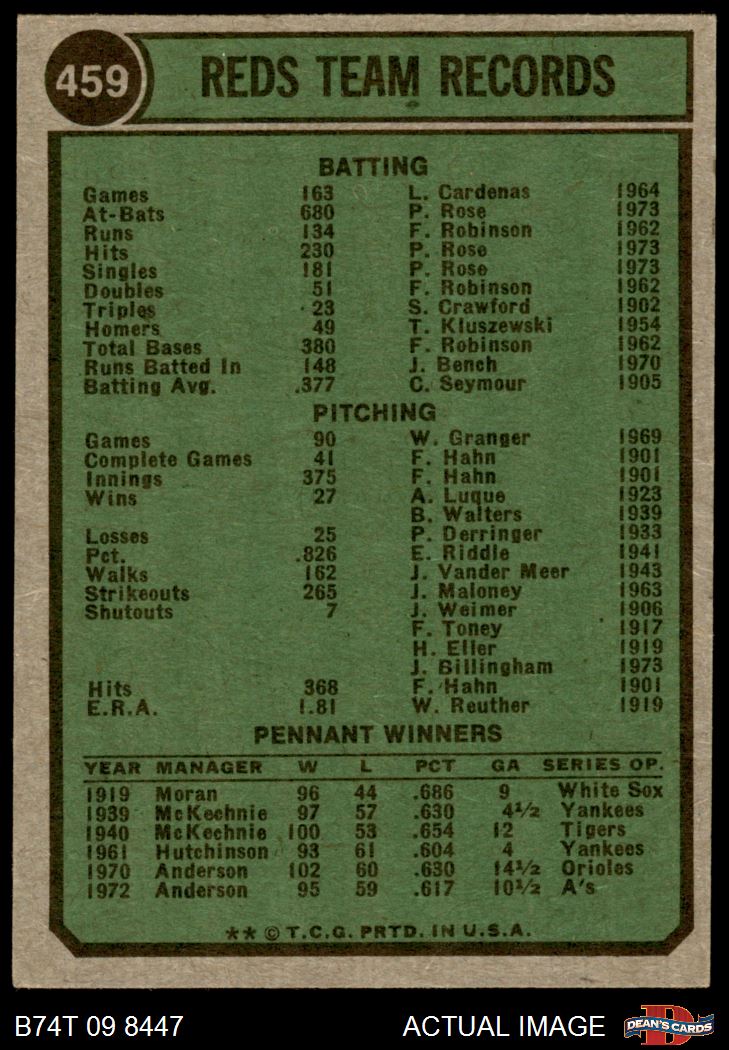 459 REDS TEAM RECORDS
BATTING
Games 163 L. Cardenas 1964
At-Bats 680 P. Rose 1973
Runs 134 F. Robinson 1962
Hits 230 P. Rose 1973
Singles 181 P. Rose 1973
Doubles 51 F. Robinson 1962
Triples 23 S. Crawford 1902
Homers 49 T. Kluszewski 1954
Total Bases 380 F. Robinson 1962
Runs Batted In 148 J. Bench 1970
Batting Avg. .377 C. Seymour 1905
PITCHING
Games 90 W. Granger 1969
Complete Games 41 F. Hahn 1901
Innings 375 F. Hahn 1901
Wins 27 A. Luque 1923
B. Walters 1939
Losses 25 P. Derringer 1933
Pct. .826 E. Riddle 1941
Walks 162 J. Vander Meer 1943
Strikeouts 265 J. Maloney 1963
Shutouts 7 J. Weimer 1906
F. Toney 1917
H. Eller 1919
J. Billingham 1973
Hits 368 F. Hahn 1901
E.R.A. 1.81 W. Reuther 1919
PENNANT WINNERS
YEAR MANAGER W L PCT GA SERIES OP.
1919 Moran 96 44 .686 9 White Sox
1939 McKechnie 97 57 .630 4½ Yankees
1940 McKechnie 100 53 .654 12 Tigers
1961 Hutchinson 93 61 .604 4 Yankees
1970 Anderson 102 60 .630 14½ Orioles
1972 Anderson 95 59 .617 10½ A's
** © T.C.G. PRTD. IN U.S.A.
B74T 09 8447 ACTUAL IMAGE DEAN'S CARDS